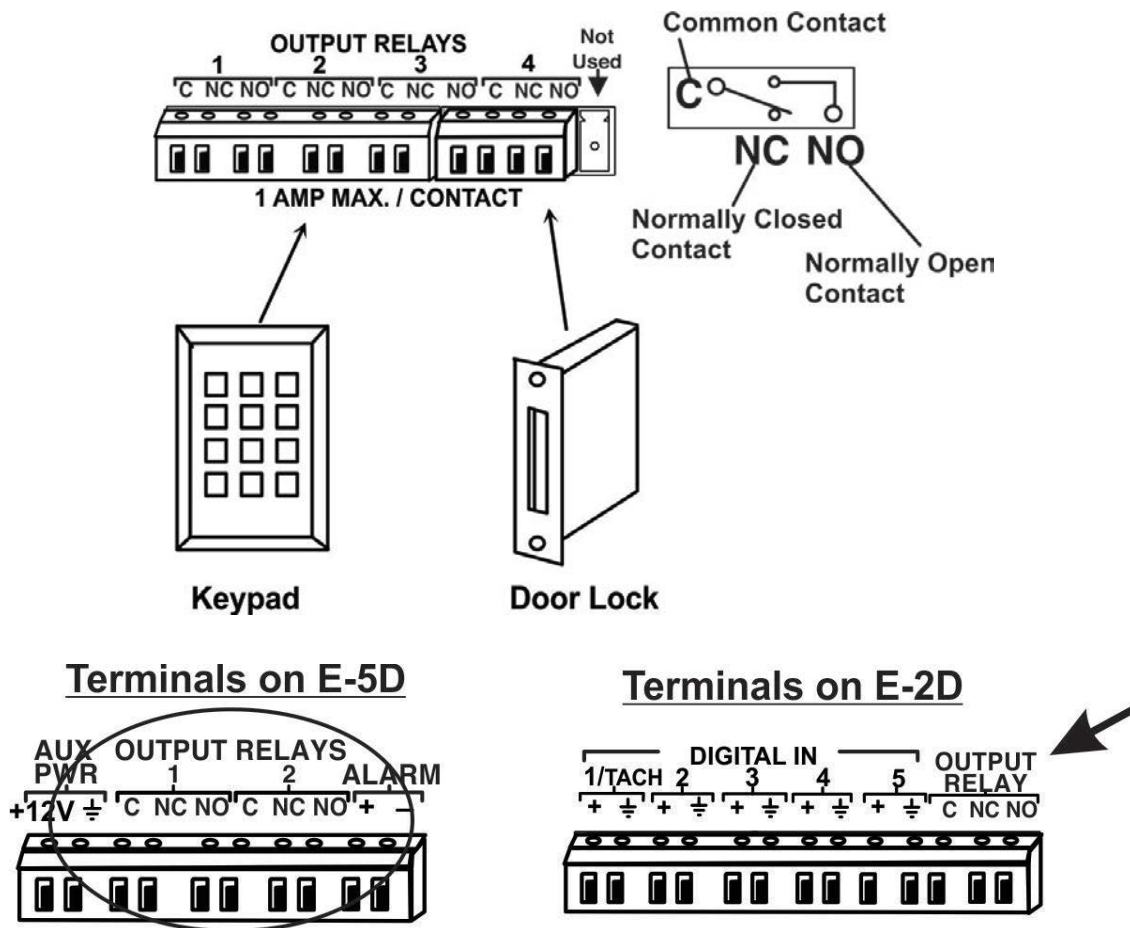 Common Contact
OUTPUT RELAYS
Not
Used
1 2 3 4
C NC NO C NC NO C NC NO C NC NO
C
NC NO
1 AMP MAX. / CONTACT
Normally Closed
Contact
Normally Open
Contact
Keypad
Door Lock
Terminals on E-5D
AUX
PWR
OUTPUT RELAYS
1 2
ALARM
+12V ⏚ C NC NO C NC NO + −
Terminals on E-2D
DIGITAL IN
OUTPUT
RELAY
1/TACH 2 3 4 5
+ ⏚ + ⏚ + ⏚ + ⏚ + ⏚ C NC NO